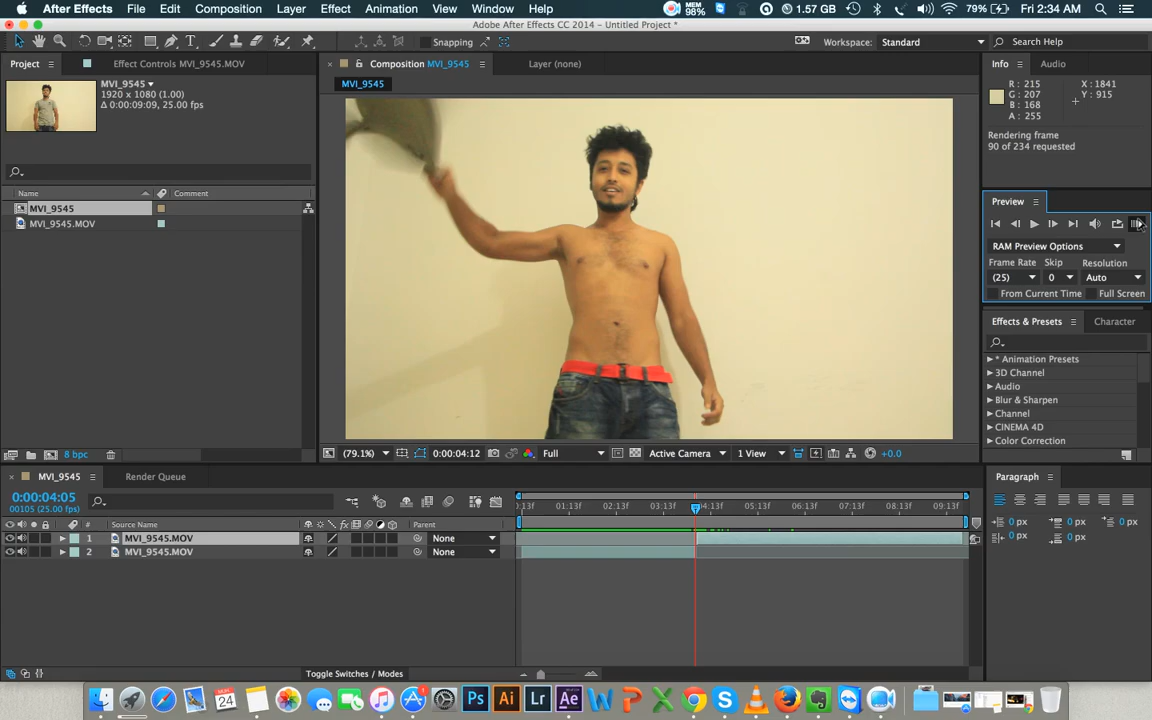 After Effects File Edit Composition Layer Effect Animation View Window Help MEM 98% 1.57 GB 79% Fri 2:34 AM
Adobe After Effects CC 2014 - Untitled Project *
Snapping Workspace: Standard Search Help
Project Effect Controls MVI_9545.MOV
MVI_9545
1920 x 1080 (1.00)
Δ 0:00:09:09, 25.00 fps
Name Comment
MVI_9545
MVI_9545.MOV
8 bpc
Composition MVI_9545 Layer (none)
MVI_9545
(79.1%) 0:00:04:12 Full Active Camera 1 View +0.0
Info Audio
R : 215 X : 1841
G : 207 Y : 915
B : 168
A : 255
Rendering frame
90 of 234 requested
Preview
RAM Preview Options
Frame Rate Skip Resolution
(25) 0 Auto
From Current Time Full Screen
Effects & Presets Character
* Animation Presets
3D Channel
Audio
Blur & Sharpen
Channel
CINEMA 4D
Color Correction
MVI_9545 Render Queue
0:00:04:05
00105 (25.00 fps)
:13f 01:13f 02:13f 03:13f 04:13f 05:13f 06:13f 07:13f 08:13f 09:13f
# Source Name Parent
1 MVI_9545.MOV None
2 MVI_9545.MOV None
Toggle Switches / Modes
Paragraph
0 px 0 px 0 px
0 px 0 px
24 Ps Ai Lr Ae